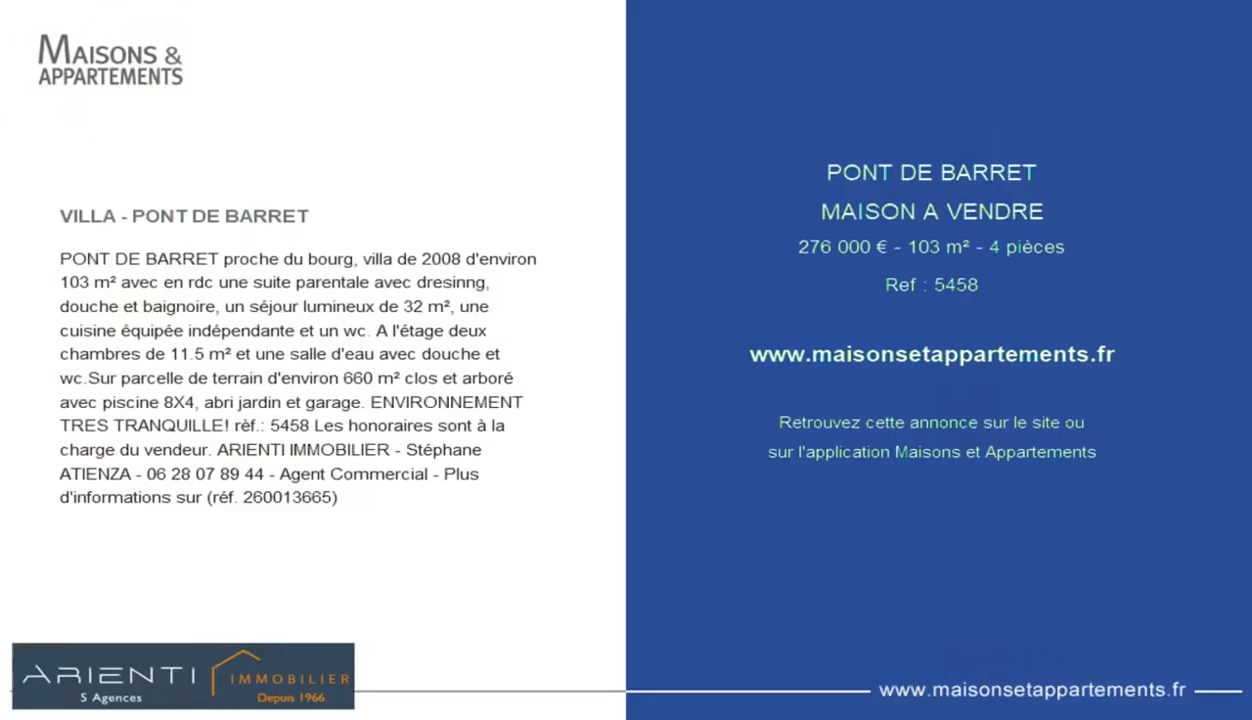 MAISONS &
APPARTEMENTS
VILLA - PONT DE BARRET
PONT DE BARRET proche du bourg, villa de 2008 d'environ
103 m² avec en rdc une suite parentale avec dresinng,
douche et baignoire, un séjour lumineux de 32 m², une
cuisine équipée indépendante et un wc. A l'étage deux
chambres de 11.5 m² et une salle d'eau avec douche et
wc.Sur parcelle de terrain d'environ 660 m² clos et arboré
avec piscine 8X4, abri jardin et garage. ENVIRONNEMENT
TRES TRANQUILLE! rèf.: 5458 Les honoraires sont à la
charge du vendeur. ARIENTI IMMOBILIER - Stéphane
ATIENZA - 06 28 07 89 44 - Agent Commercial - Plus
d'informations sur (réf. 260013665)
ARIENTI IMMOBILIER
5 Agences Depuis 1966
PONT DE BARRET
MAISON A VENDRE
276 000 € - 103 m² - 4 pièces
Ref : 5458
www.maisonsetappartements.fr
Retrouvez cette annonce sur le site ou
sur l'application Maisons et Appartements
www.maisonsetappartements.fr